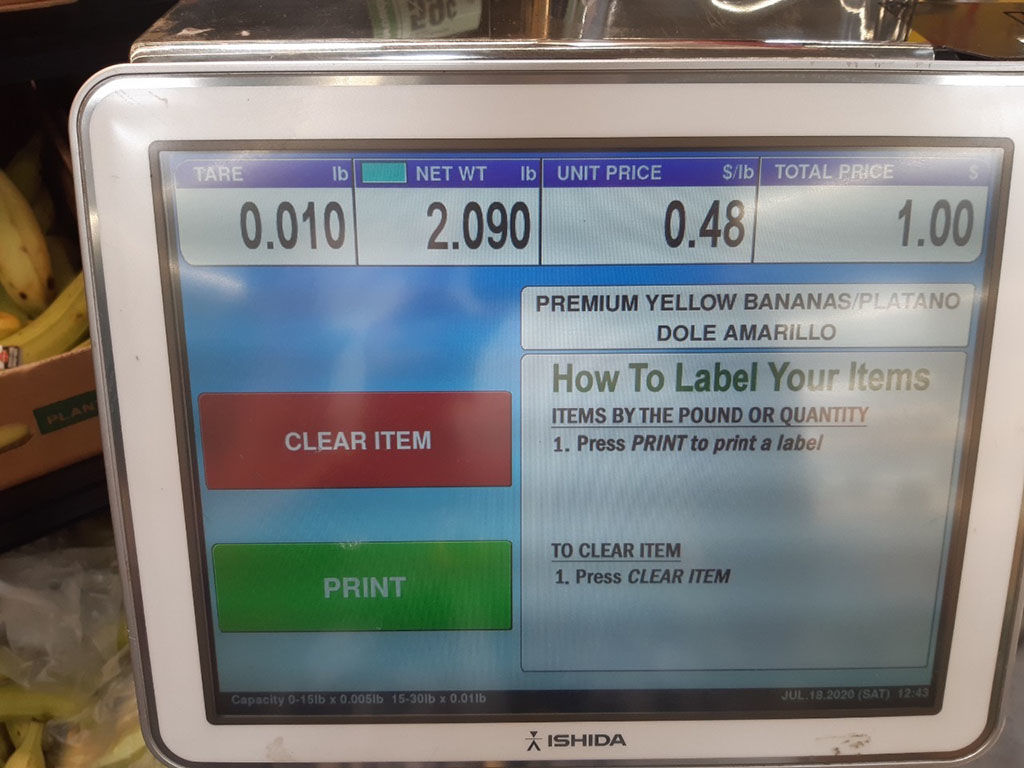 50¢
TARE lb NET WT lb UNIT PRICE $/lb TOTAL PRICE $
0.010 2.090 0.48 1.00
PREMIUM YELLOW BANANAS/PLATANO
DOLE AMARILLO
How To Label Your Items
ITEMS BY THE POUND OR QUANTITY
1. Press PRINT to print a label
CLEAR ITEM
TO CLEAR ITEM
1. Press CLEAR ITEM
PRINT
PLAN
Capacity 0-15lb x 0.005lb 15-30lb x 0.01lb JUL.18.2020 (SAT) 12:43
ISHIDA